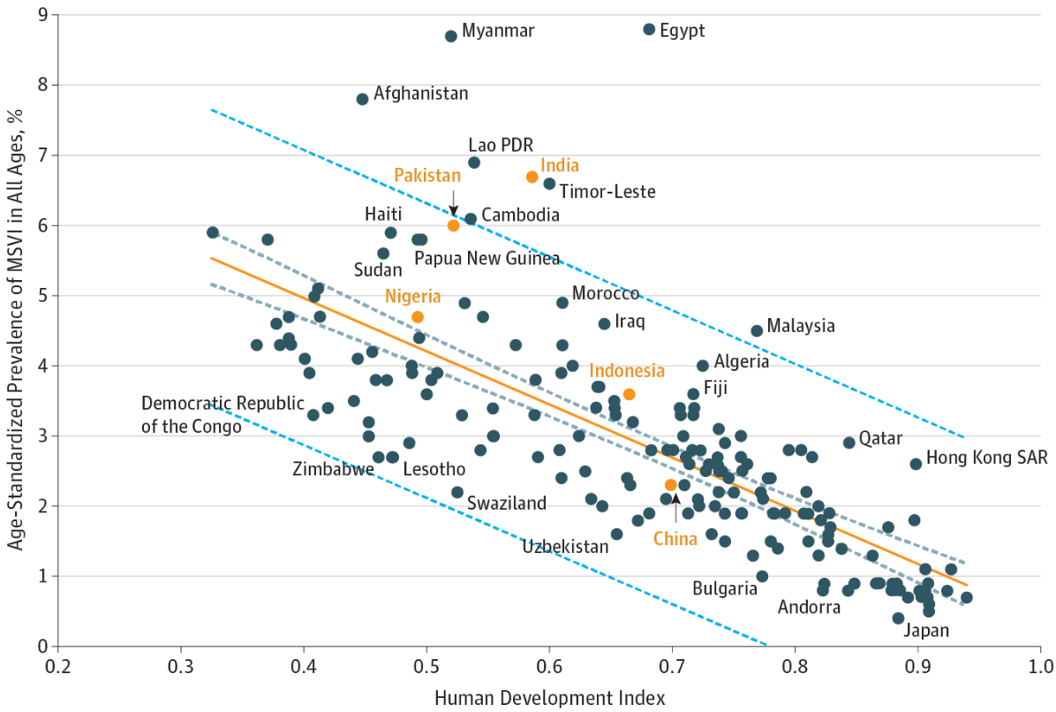 Age-Standardized Prevalence of MSVI in All Ages, %
9
8
7
6
5
4
3
2
1
0
Myanmar
Egypt
Afghanistan
Lao PDR
Pakistan
India
Timor-Leste
Haiti
Cambodia
Sudan
Papua New Guinea
Nigeria
Morocco
Iraq
Malaysia
Indonesia
Algeria
Fiji
Democratic Republic
of the Congo
Qatar
Hong Kong SAR
Zimbabwe
Lesotho
Swaziland
Uzbekistan
China
Bulgaria
Andorra
Japan
0.2
0.3
0.4
0.5
0.6
0.7
0.8
0.9
1.0
Human Development Index